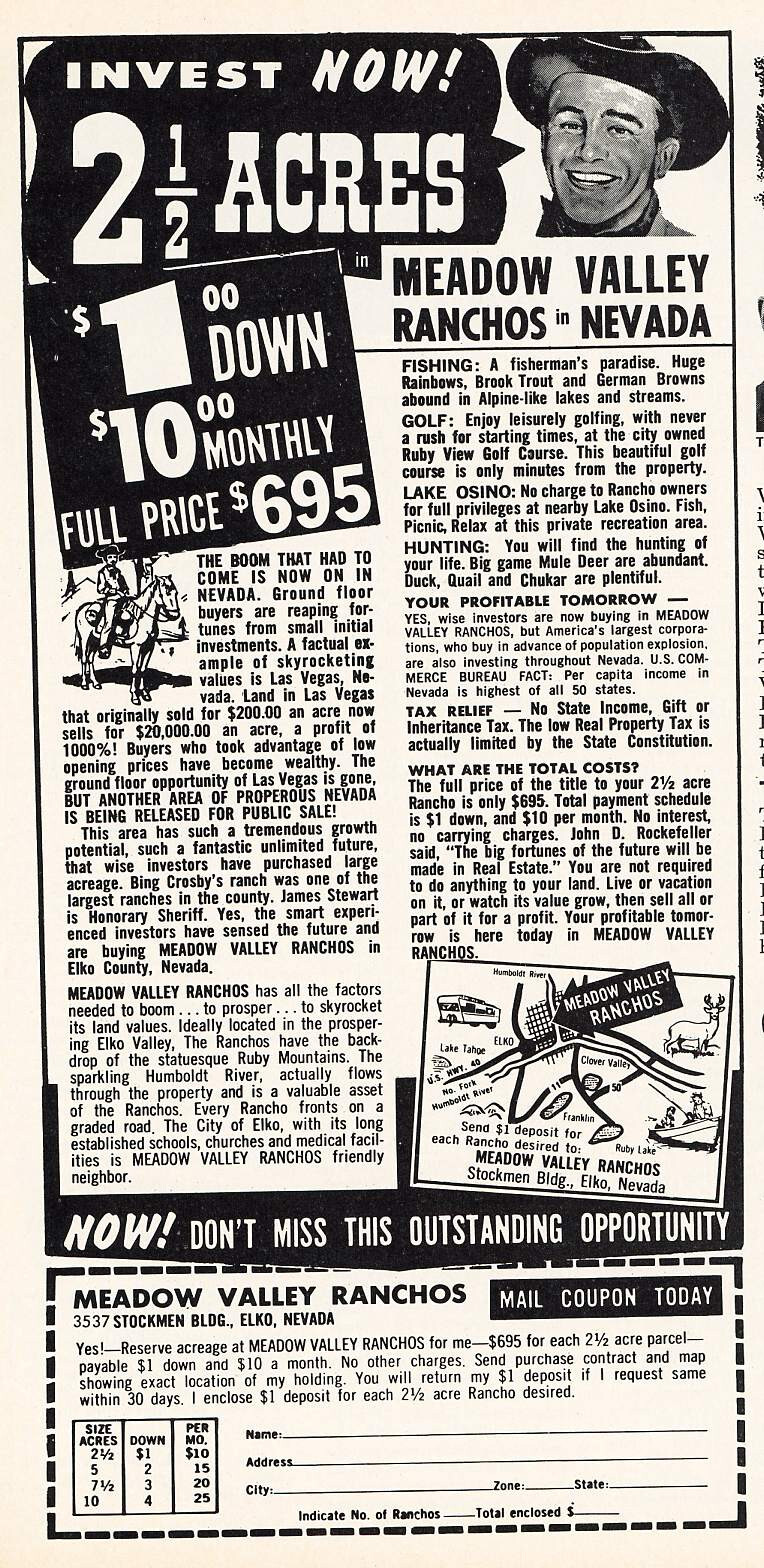 INVEST NOW!
2 1/2 ACRES
in
MEADOW VALLEY
RANCHOS in NEVADA
$1.00 DOWN
$10.00 MONTHLY
FULL PRICE $695
THE BOOM THAT HAD TO
COME IS NOW ON IN
NEVADA. Ground floor
buyers are reaping for-
tunes from small initial
investments. A factual ex-
ample of skyrocketing
values is Las Vegas, Ne-
vada. Land in Las Vegas
that originally sold for $200.00 an acre now
sells for $20,000.00 an acre, a profit of
1000%! Buyers who took advantage of low
opening prices have become wealthy. The
ground floor opportunity of Las Vegas is gone,
BUT ANOTHER AREA OF PROPEROUS NEVADA
IS BEING RELEASED FOR PUBLIC SALE!
This area has such a tremendous growth
potential, such a fantastic unlimited future,
that wise investors have purchased large
acreage. Bing Crosby's ranch was one of the
largest ranches in the county. James Stewart
is Honorary Sheriff. Yes, the smart experi-
enced investors have sensed the future and
are buying MEADOW VALLEY RANCHOS in
Elko County, Nevada.
MEADOW VALLEY RANCHOS has all the factors
needed to boom . . . to prosper . . . to skyrocket
its land values. Ideally located in the prosper-
ing Elko Valley, The Ranchos have the back-
drop of the statuesque Ruby Mountains. The
sparkling Humboldt River, actually flows
through the property and is a valuable asset
of the Ranchos. Every Rancho fronts on a
graded road. The City of Elko, with its long
established schools, churches and medical facil-
ities is MEADOW VALLEY RANCHOS friendly
neighbor.
FISHING: A fisherman's paradise. Huge
Rainbows, Brook Trout and German Browns
abound in Alpine-like lakes and streams.
GOLF: Enjoy leisurely golfing, with never
a rush for starting times, at the city owned
Ruby View Golf Course. This beautiful golf
course is only minutes from the property.
LAKE OSINO: No charge to Rancho owners
for full privileges at nearby Lake Osino. Fish,
Picnic, Relax at this private recreation area.
HUNTING: You will find the hunting of
your life. Big game Mule Deer are abundant.
Duck, Quail and Chukar are plentiful.
YOUR PROFITABLE TOMORROW —
YES, wise investors are now buying in MEADOW
VALLEY RANCHOS, but America's largest corpora-
tions, who buy in advance of population explosion,
are also investing throughout Nevada. U.S. COM-
MERCE BUREAU FACT: Per capita income in
Nevada is highest of all 50 states.
TAX RELIEF — No State Income, Gift or
Inheritance Tax. The low Real Property Tax is
actually limited by the State Constitution.
WHAT ARE THE TOTAL COSTS?
The full price of the title to your 2½ acre
Rancho is only $695. Total payment schedule
is $1 down, and $10 per month. No interest,
no carrying charges. John D. Rockefeller
said, "The big fortunes of the future will be
made in Real Estate." You are not required
to do anything to your land. Live or vacation
on it, or watch its value grow, then sell all or
part of it for a profit. Your profitable tomor-
row is here today in MEADOW VALLEY
RANCHOS.
Humboldt River
MEADOW VALLEY
RANCHOS
ELKO
Lake Tahoe
U.S. HWY. 40
Clover Valley
No. Fork
Humboldt River
11
50
Franklin
Ruby Lake
Send $1 deposit for
each Rancho desired to:
MEADOW VALLEY RANCHOS
Stockmen Bldg., Elko, Nevada
NOW! DON'T MISS THIS OUTSTANDING OPPORTUNITY
MEADOW VALLEY RANCHOS
MAIL COUPON TODAY
3537 STOCKMEN BLDG., ELKO, NEVADA
Yes!—Reserve acreage at MEADOW VALLEY RANCHOS for me—$695 for each 2½ acre parcel—
payable $1 down and $10 a month. No other charges. Send purchase contract and map
showing exact location of my holding. You will return my $1 deposit if I request same
within 30 days. I enclose $1 deposit for each 2½ acre Rancho desired.
SIZE ACRES DOWN PER MO.
2½ $1 $10
5 2 15
7½ 3 20
10 4 25
Name:
Address
City: Zone: State:
Indicate No. of Ranchos Total enclosed $